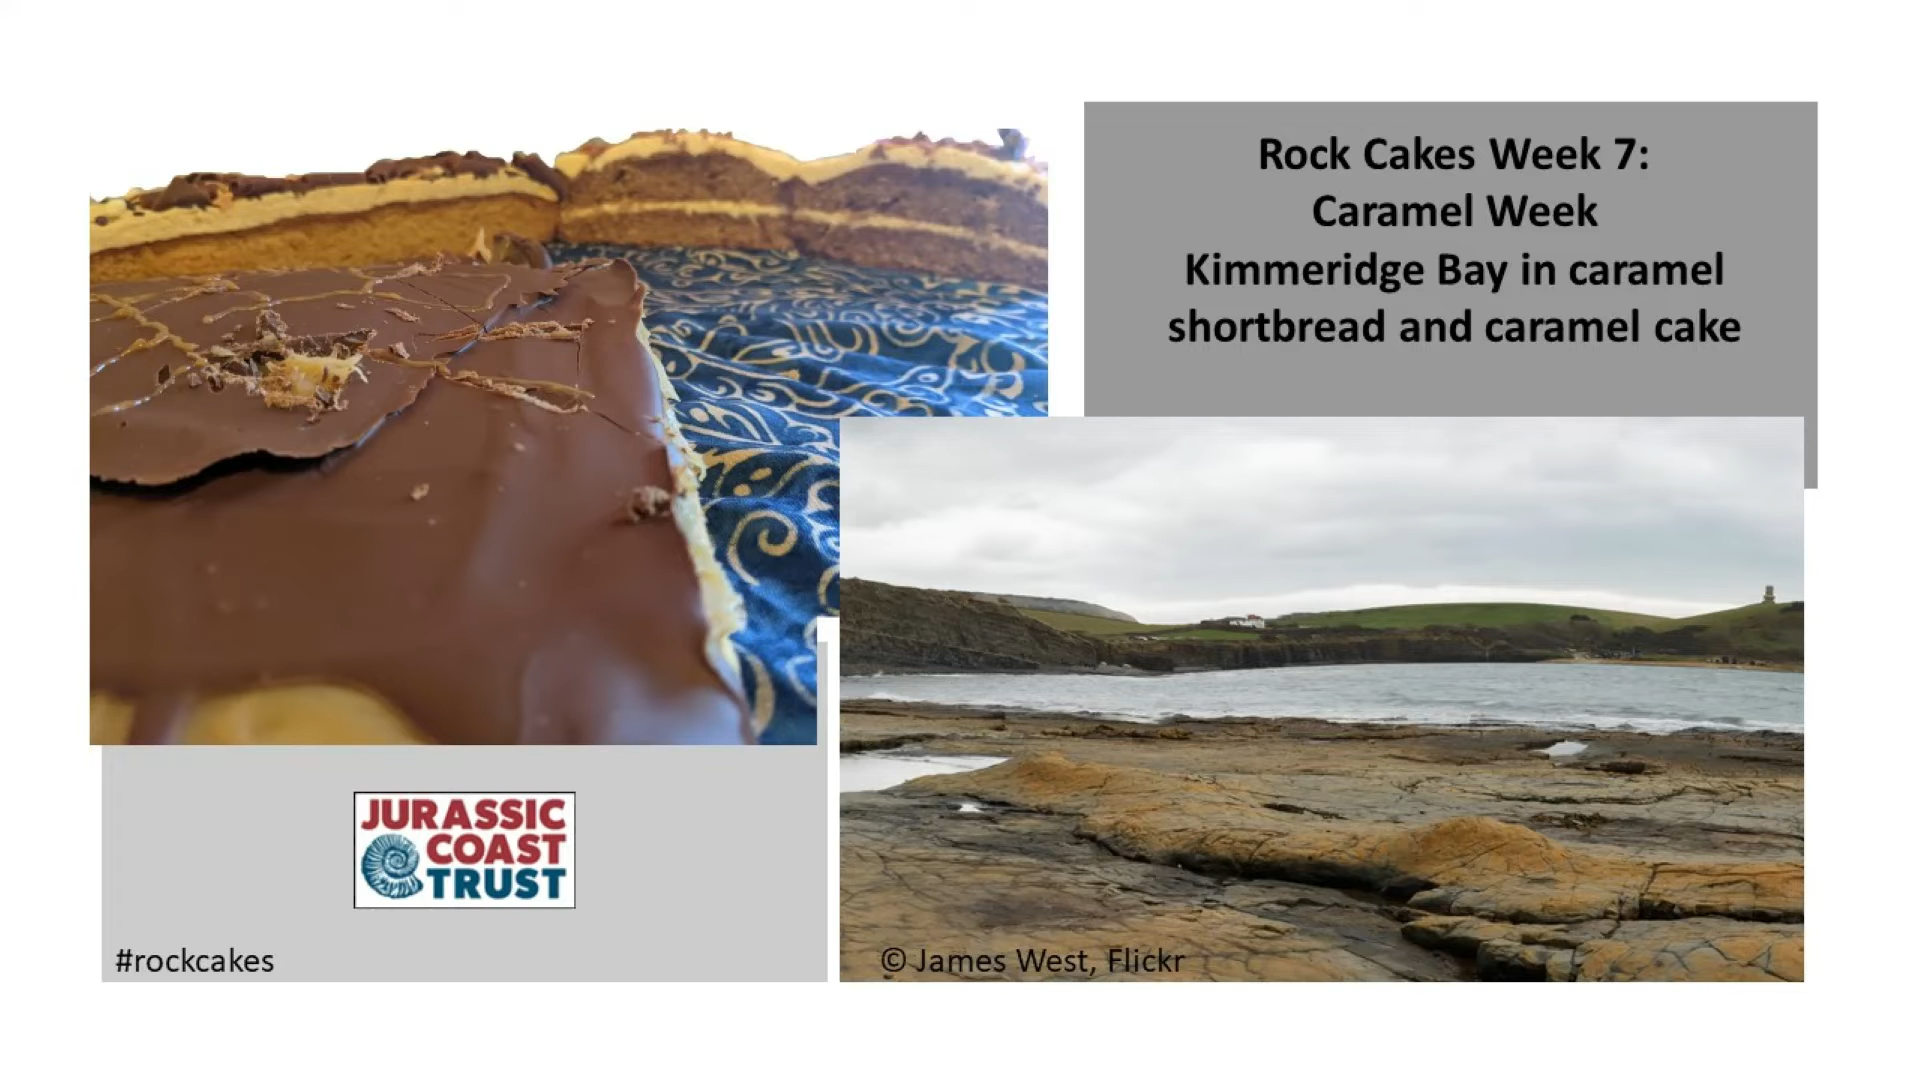 Rock Cakes Week 7:
Caramel Week
Kimmeridge Bay in caramel
shortbread and caramel cake
JURASSIC
COAST
TRUST
#rockcakes
© James West, Flickr